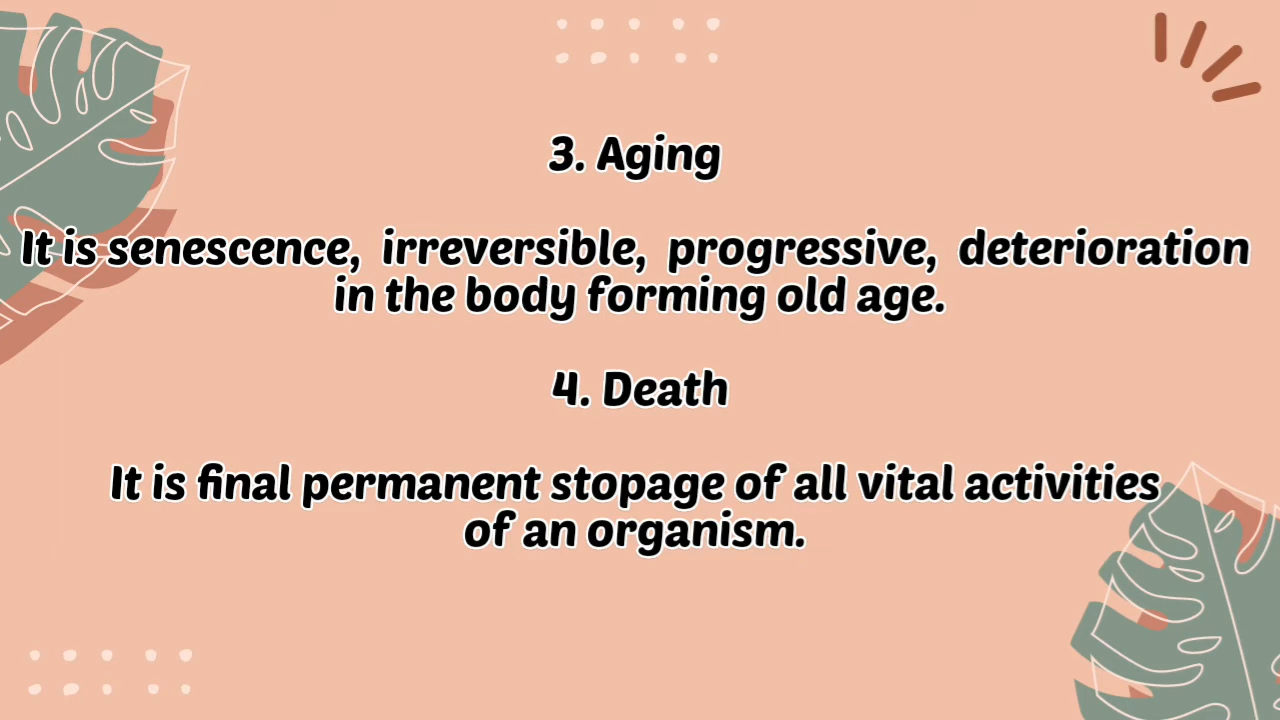 3. Aging
It is senescence, irreversible, progressive, deterioration
in the body forming old age.
4. Death
It is final permanent stopage of all vital activities
of an organism.